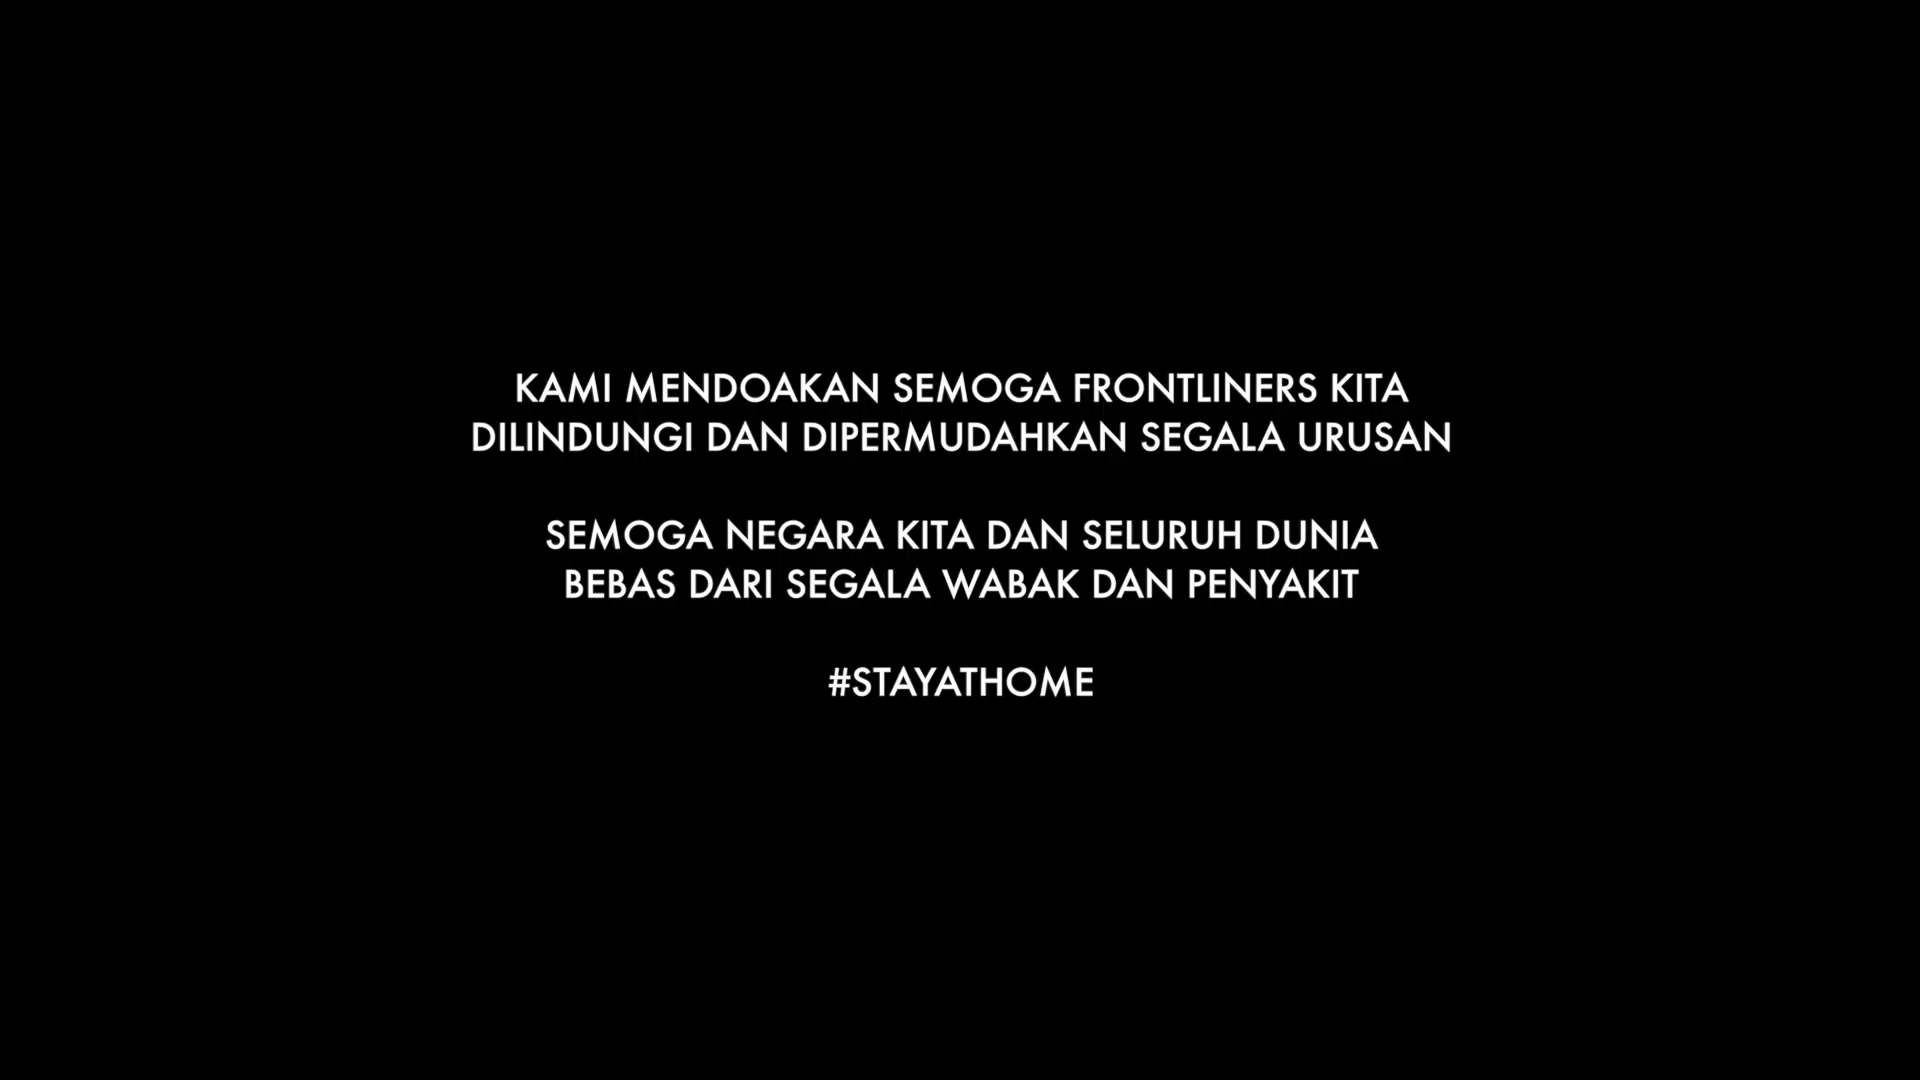 KAMI MENDOAKAN SEMOGA FRONTLINERS KITA
DILINDUNGI DAN DIPERMUDAHKAN SEGALA URUSAN
SEMOGA NEGARA KITA DAN SELURUH DUNIA
BEBAS DARI SEGALA WABAK DAN PENYAKIT
#STAYATHOME